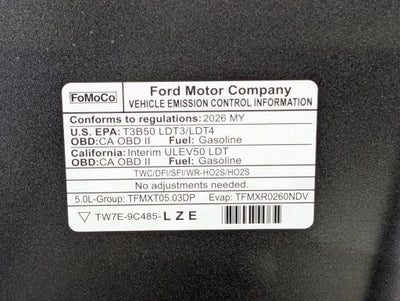 FoMoCo
Ford Motor Company
VEHICLE EMISSION CONTROL INFORMATION
Conforms to regulations: 2026 MY
U.S. EPA: T3B50 LDT3/LDT4
OBD:CA OBD II Fuel: Gasoline
California: Interim ULEV50 LDT
OBD:CA OBD II Fuel: Gasoline
TWC/DFI/SFI/WR-HO2S/HO2S
No adjustments needed.
5.0L-Group: TFMXT05.03DP Evap: TFMXR0260NDV
▽ TW7E-9C485-LZE